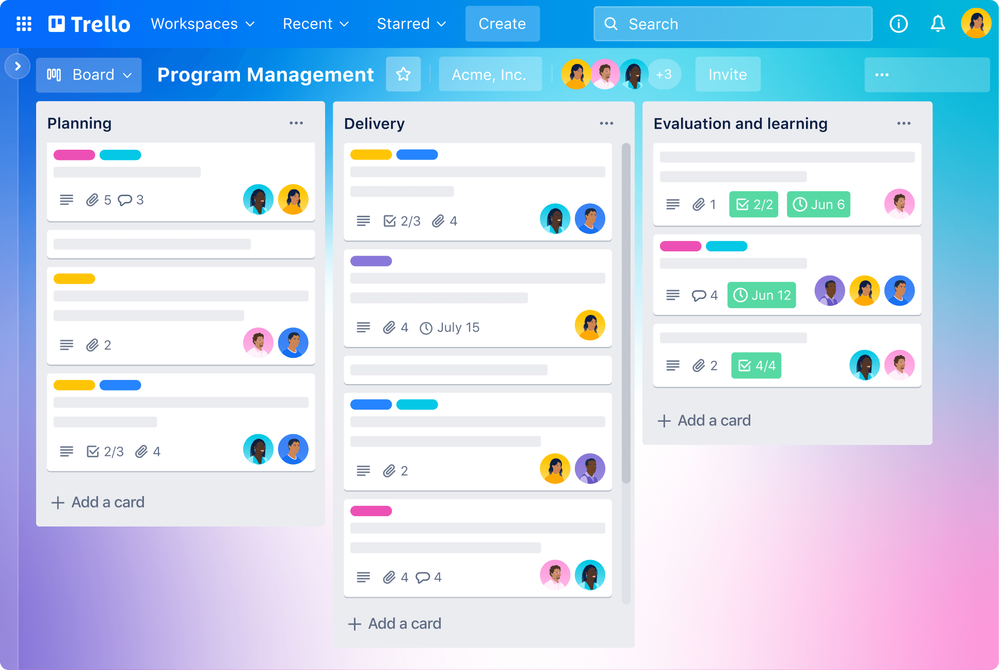 Trello Workspaces Recent Starred Create Search
Board Program Management Acme, Inc. +3 Invite
Planning
5 3
2
2/3 4
Add a card
Delivery
2/3 4
4 July 15
2
4 4
Add a card
Evaluation and learning
1 2/2 Jun 6
4 Jun 12
2 4/4
Add a card